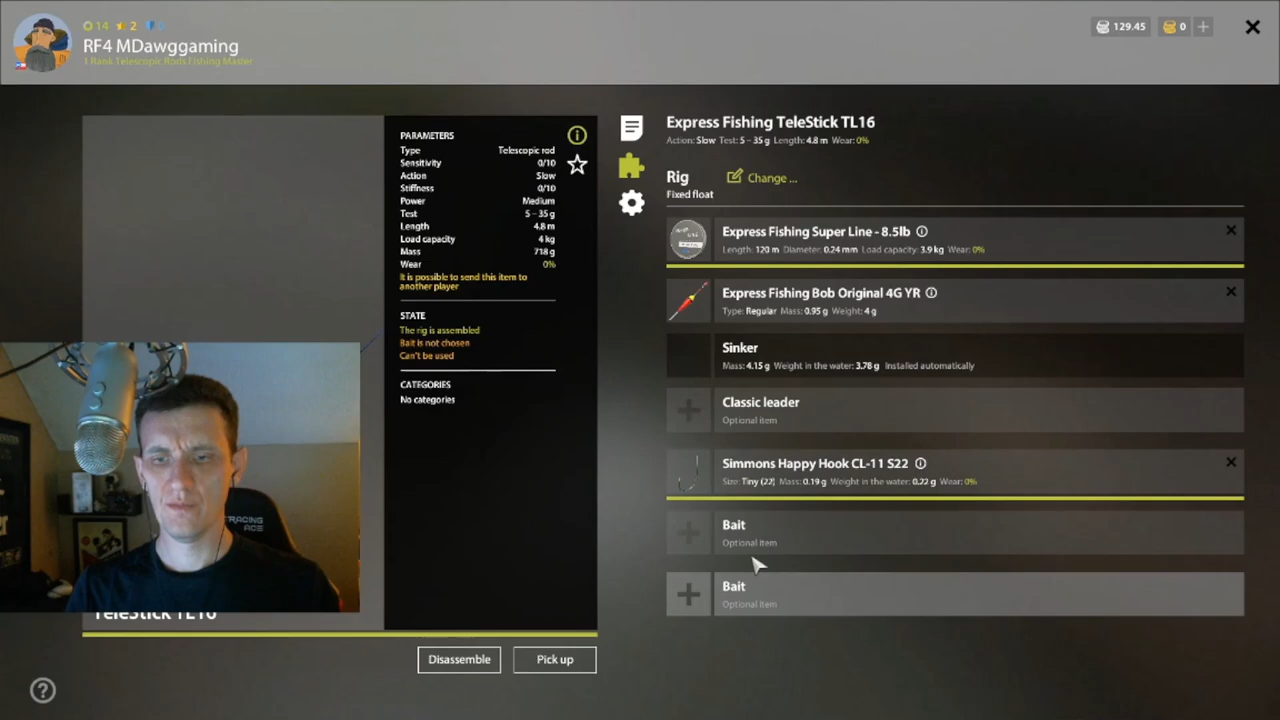 14 2
RF4 MDawggaming
1 Rank Telescopic Rods Fishing Master
129.45 0
PARAMETERS
Type Telescopic rod
Sensitivity 0/10
Action Slow
Stiffness 0/10
Power Medium
Test 5 – 35 g
Length 4.8 m
Load capacity 4 kg
Mass 718 g
Wear 0%
It is possible to send this item to
another player
STATE
The rig is assembled
Bait is not chosen
Can't be used
CATEGORIES
No categories
TeleStick TL16
Disassemble
Pick up
Express Fishing TeleStick TL16
Action: Slow Test: 5 – 35 g Length: 4.8 m Wear: 0%
Rig Change ...
Fixed float
Express Fishing Super Line - 8.5lb
Length: 120 m Diameter: 0.24 mm Load capacity: 3.9 kg Wear: 0%
Express Fishing Bob Original 4G YR
Type: Regular Mass: 0.95 g Weight: 4 g
Sinker
Mass: 4.15 g Weight in the water: 3.78 g Installed automatically
Classic leader
Optional item
Simmons Happy Hook CL-11 S22
Size: Tiny (22) Mass: 0.19 g Weight in the water: 0.22 g Wear: 0%
Bait
Optional item
Bait
Optional item
RACING
ACE